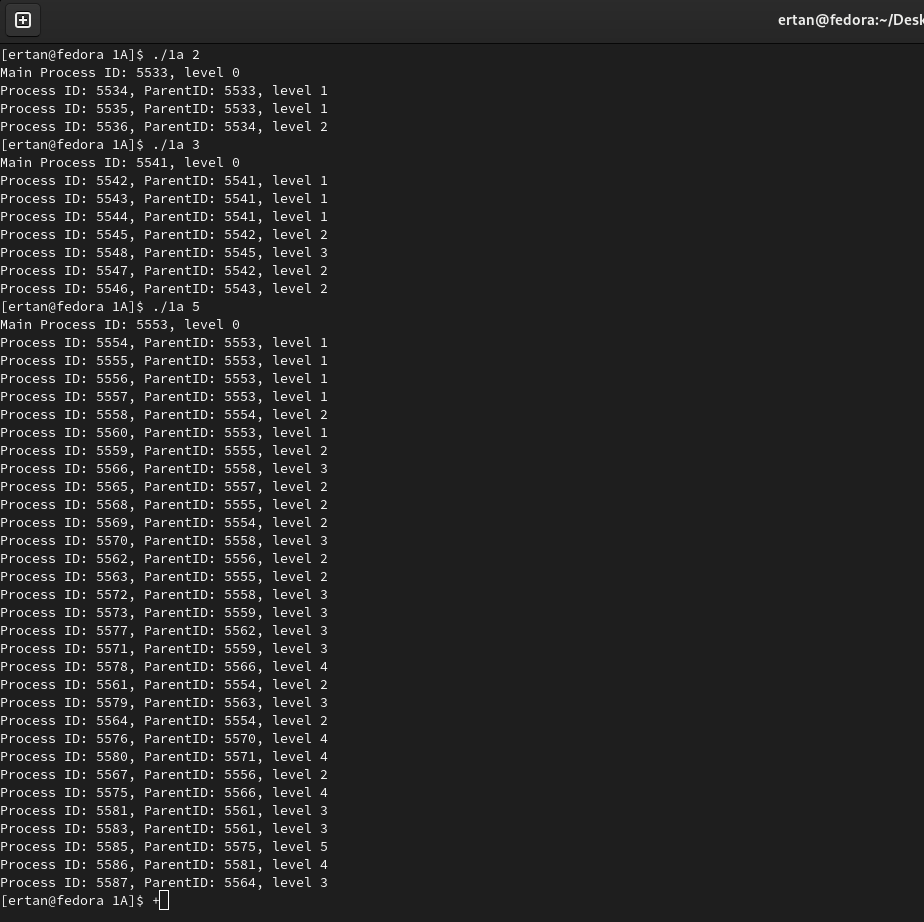 ertan@fedora:~/Desk
[ertan@fedora 1A]$ ./1a 2
Main Process ID: 5533, level 0
Process ID: 5534, ParentID: 5533, level 1
Process ID: 5535, ParentID: 5533, level 1
Process ID: 5536, ParentID: 5534, level 2
[ertan@fedora 1A]$ ./1a 3
Main Process ID: 5541, level 0
Process ID: 5542, ParentID: 5541, level 1
Process ID: 5543, ParentID: 5541, level 1
Process ID: 5544, ParentID: 5541, level 1
Process ID: 5545, ParentID: 5542, level 2
Process ID: 5548, ParentID: 5545, level 3
Process ID: 5547, ParentID: 5542, level 2
Process ID: 5546, ParentID: 5543, level 2
[ertan@fedora 1A]$ ./1a 5
Main Process ID: 5553, level 0
Process ID: 5554, ParentID: 5553, level 1
Process ID: 5555, ParentID: 5553, level 1
Process ID: 5556, ParentID: 5553, level 1
Process ID: 5557, ParentID: 5553, level 1
Process ID: 5558, ParentID: 5554, level 2
Process ID: 5560, ParentID: 5553, level 1
Process ID: 5559, ParentID: 5555, level 2
Process ID: 5566, ParentID: 5558, level 3
Process ID: 5565, ParentID: 5557, level 2
Process ID: 5568, ParentID: 5555, level 2
Process ID: 5569, ParentID: 5554, level 2
Process ID: 5570, ParentID: 5558, level 3
Process ID: 5562, ParentID: 5556, level 2
Process ID: 5563, ParentID: 5555, level 2
Process ID: 5572, ParentID: 5558, level 3
Process ID: 5573, ParentID: 5559, level 3
Process ID: 5577, ParentID: 5562, level 3
Process ID: 5571, ParentID: 5559, level 3
Process ID: 5578, ParentID: 5566, level 4
Process ID: 5561, ParentID: 5554, level 2
Process ID: 5579, ParentID: 5563, level 3
Process ID: 5564, ParentID: 5554, level 2
Process ID: 5576, ParentID: 5570, level 4
Process ID: 5580, ParentID: 5571, level 4
Process ID: 5567, ParentID: 5556, level 2
Process ID: 5575, ParentID: 5566, level 4
Process ID: 5581, ParentID: 5561, level 3
Process ID: 5583, ParentID: 5561, level 3
Process ID: 5585, ParentID: 5575, level 5
Process ID: 5586, ParentID: 5581, level 4
Process ID: 5587, ParentID: 5564, level 3
[ertan@fedora 1A]$ +